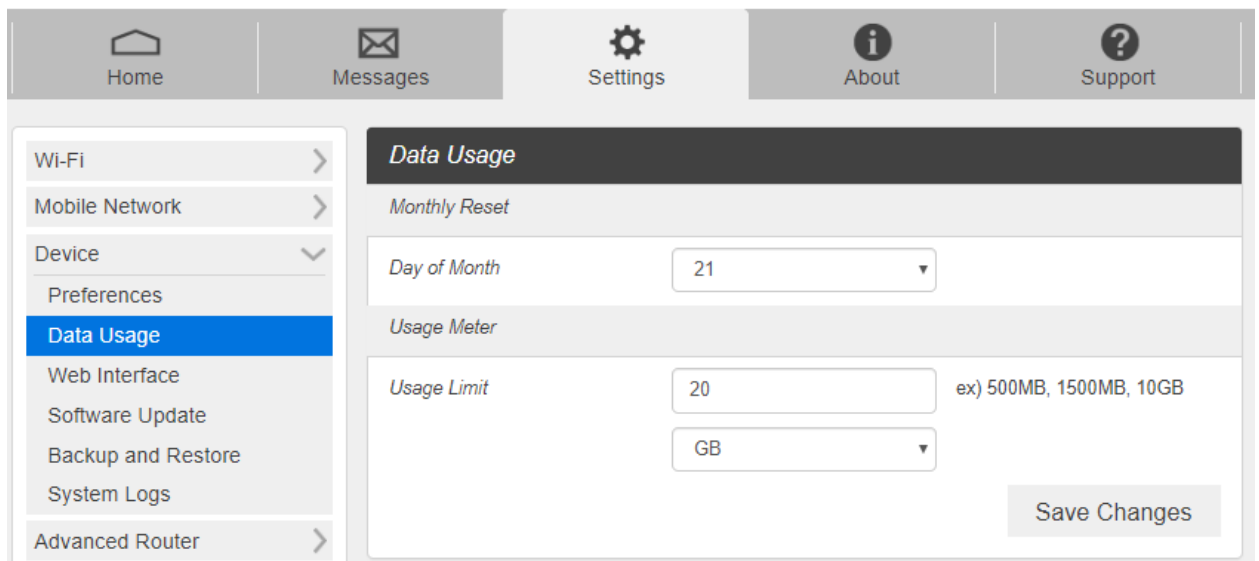 Home Messages Settings About Support
Wi-Fi
Mobile Network
Device
Preferences
Data Usage
Web Interface
Software Update
Backup and Restore
System Logs
Advanced Router
Data Usage
Monthly Reset
Day of Month 21
Usage Meter
Usage Limit 20 ex) 500MB, 1500MB, 10GB
GB
Save Changes